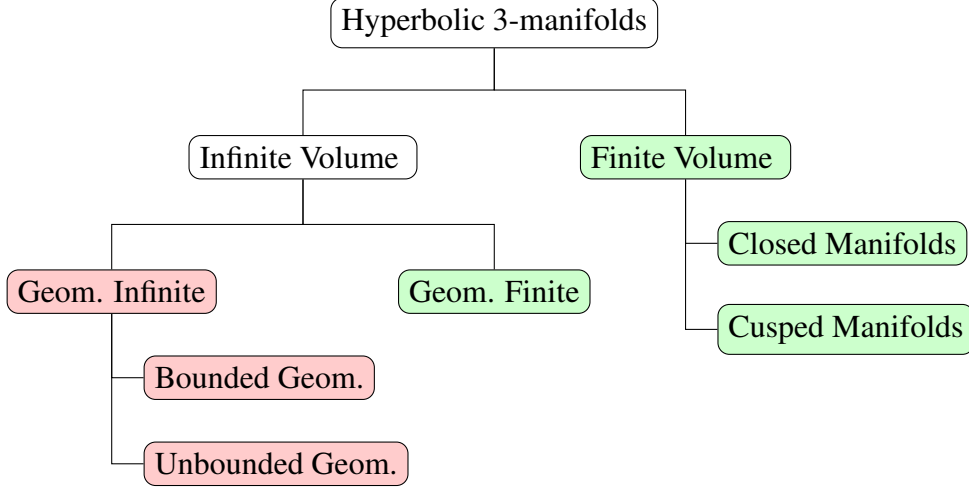 Hyperbolic 3-manifolds
Infinite Volume
Finite Volume
Closed Manifolds
Geom. Infinite
Geom. Finite
Cusped Manifolds
Bounded Geom.
Unbounded Geom.